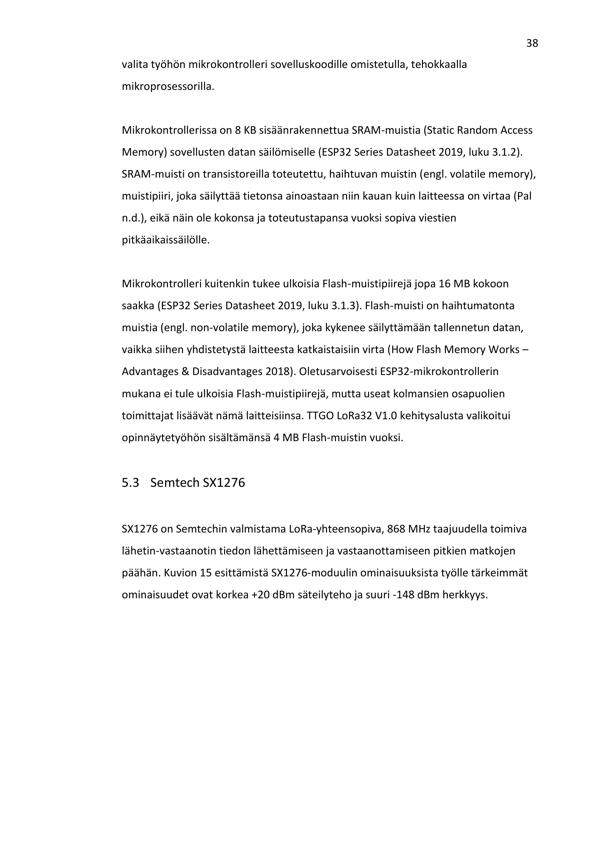 38
valita työhön mikrokontrolleri sovelluskoodille omistetulla, tehokkaalla
mikroprosessorilla.
Mikrokontrollerissa on 8 KB sisäänrakennettua SRAM-muistia (Static Random Access
Memory) sovellusten datan säilömiselle (ESP32 Series Datasheet 2019, luku 3.1.2).
SRAM-muisti on transistoreilla toteutettu, haihtuvan muistin (engl. volatile memory),
muistipiiri, joka säilyttää tietonsa ainoastaan niin kauan kuin laitteessa on virtaa (Pal
n.d.), eikä näin ole kokonsa ja toteutustapansa vuoksi sopiva viestien
pitkäaikaissäilölle.
Mikrokontrolleri kuitenkin tukee ulkoisia Flash-muistipiirejä jopa 16 MB kokoon
saakka (ESP32 Series Datasheet 2019, luku 3.1.3). Flash-muisti on haihtumatonta
muistia (engl. non-volatile memory), joka kykenee säilyttämään tallennetun datan,
vaikka siihen yhdistetystä laitteesta katkaistaisiin virta (How Flash Memory Works –
Advantages & Disadvantages 2018). Oletusarvoisesti ESP32-mikrokontrollerin
mukana ei tule ulkoisia Flash-muistipiirejä, mutta useat kolmansien osapuolien
toimittajat lisäävät nämä laitteisiinsa. TTGO LoRa32 V1.0 kehitysalusta valikoitui
opinnäytetyöhön sisältämänsä 4 MB Flash-muistin vuoksi.
5.3 Semtech SX1276
SX1276 on Semtechin valmistama LoRa-yhteensopiva, 868 MHz taajuudella toimiva
lähetin-vastaanotin tiedon lähettämiseen ja vastaanottamiseen pitkien matkojen
päähän. Kuvion 15 esittämistä SX1276-moduulin ominaisuuksista työlle tärkeimmät
ominaisuudet ovat korkea +20 dBm säteilyteho ja suuri -148 dBm herkkyys.